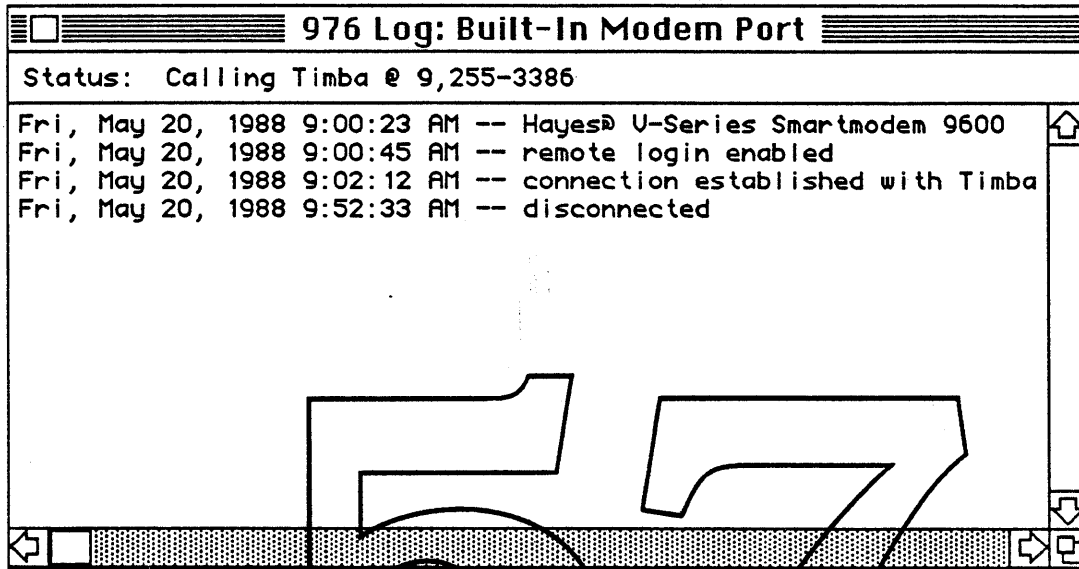 976 Log: Built-In Modem Port
Status: Calling Timba @ 9,255-3386
Fri, May 20, 1988 9:00:23 AM -- Hayes® V-Series Smartmodem 9600
Fri, May 20, 1988 9:00:45 AM -- remote login enabled
Fri, May 20, 1988 9:02:12 AM -- connection established with Timba
Fri, May 20, 1988 9:52:33 AM -- disconnected
57